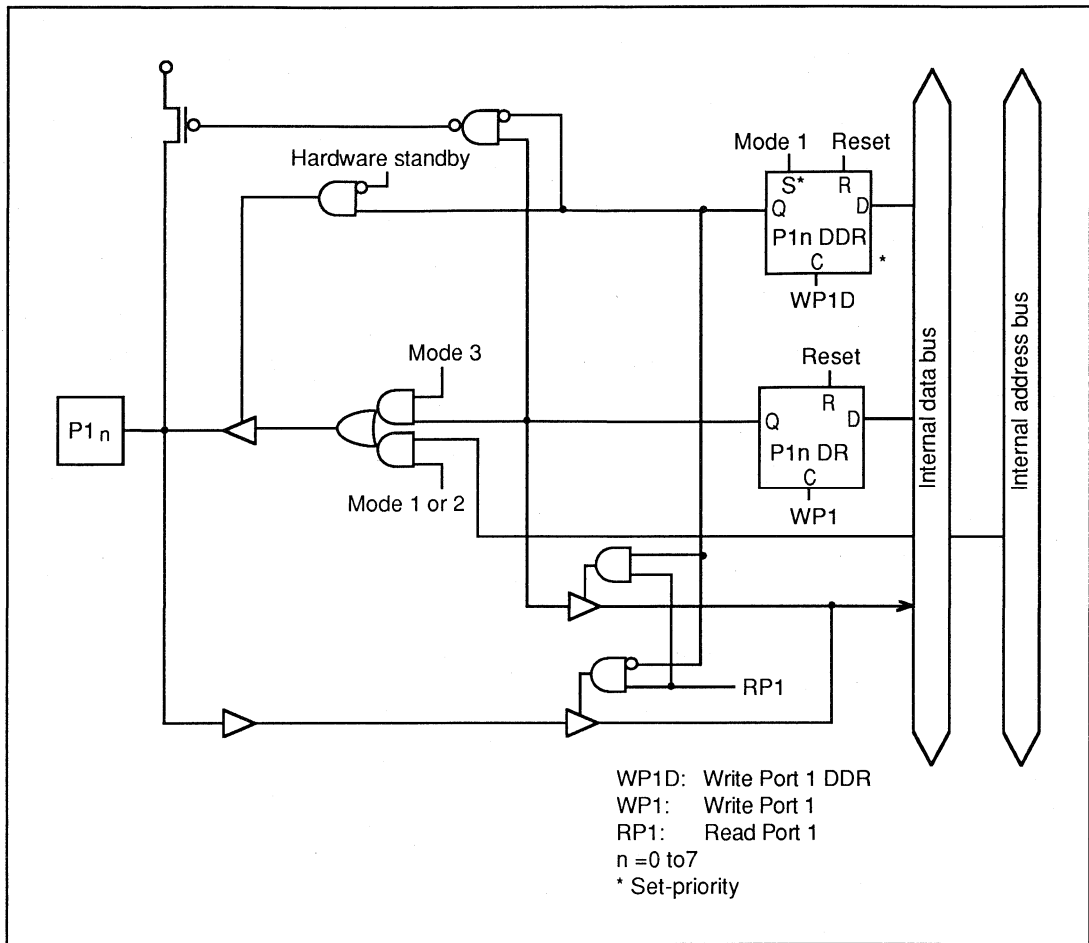 Hardware standby
Mode 1 Reset
S* R
Q D
P1n DDR
C *
WP1D
Mode 3
Reset
R
Q D
P1n DR
C
WP1
P1n
Mode 1 or 2
RP1
Internal data bus
Internal address bus
WP1D: Write Port 1 DDR
WP1: Write Port 1
RP1: Read Port 1
n =0 to7
* Set-priority